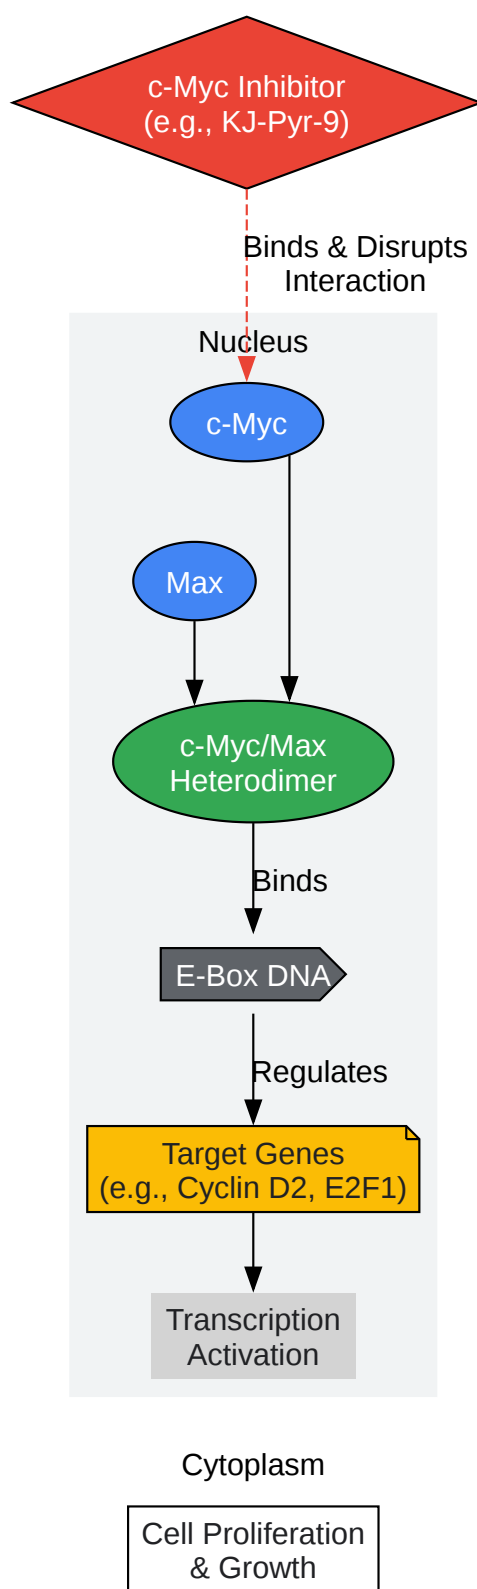 c-Myc Inhibitor
(e.g., KJ-Pyr-9)
Binds & Disrupts
Interaction
Nucleus
c-Myc
Max
c-Myc/Max
Heterodimer
Binds
E-Box DNA
Regulates
Target Genes
(e.g., Cyclin D2, E2F1)
Transcription
Activation
Cytoplasm
Cell Proliferation
& Growth